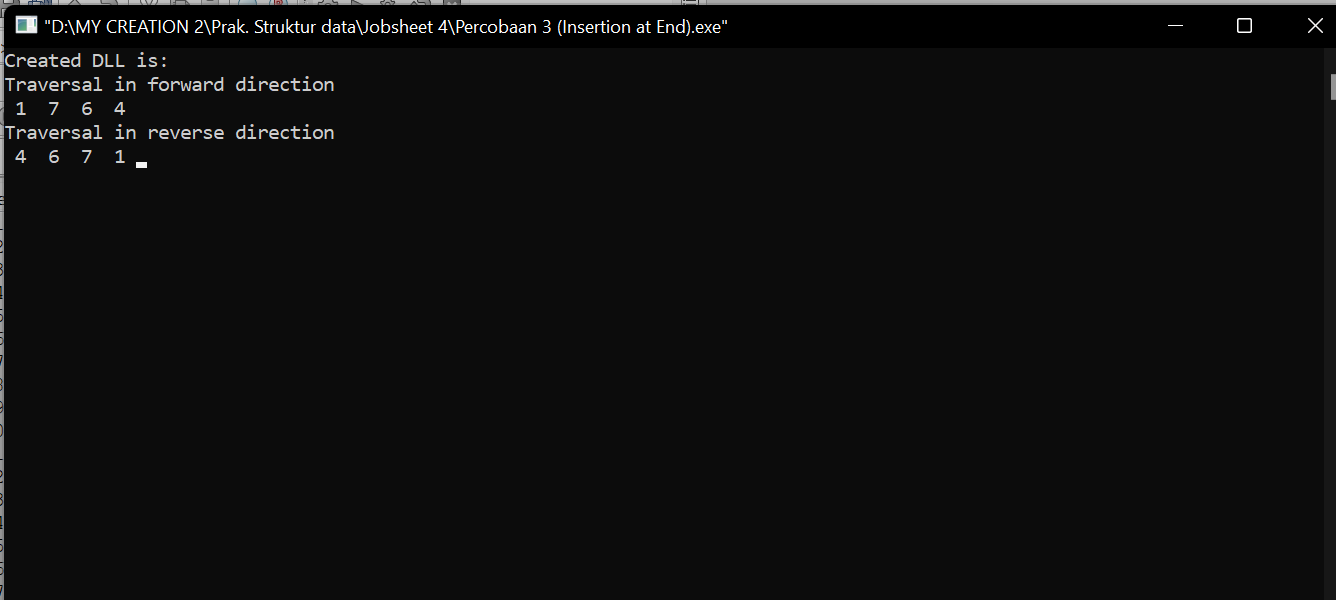 "D:\MY CREATION 2\Prak. Struktur data\Jobsheet 4\Percobaan 3 (Insertion at End).exe"
Created DLL is:
Traversal in forward direction
1 7 6 4
Traversal in reverse direction
4 6 7 1